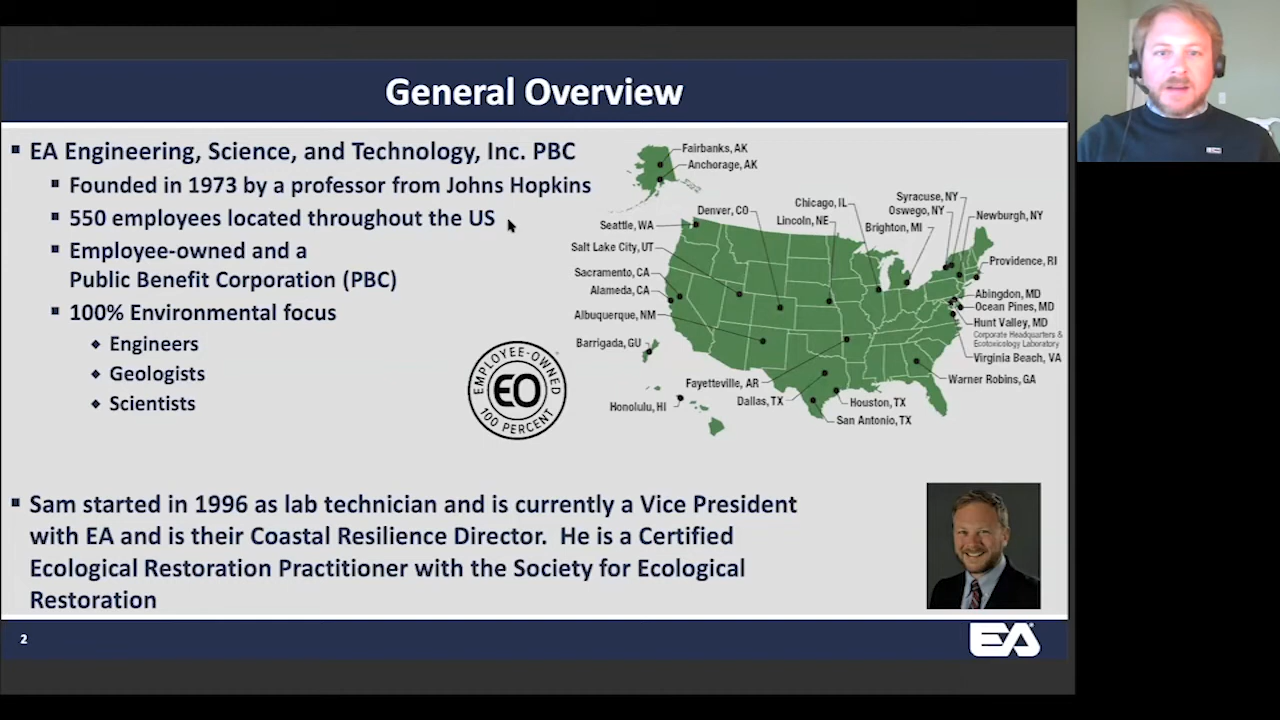 General Overview
EA Engineering, Science, and Technology, Inc. PBC
Founded in 1973 by a professor from Johns Hopkins
550 employees located throughout the US
Employee-owned and a
Public Benefit Corporation (PBC)
100% Environmental focus
Engineers
Geologists
Scientists
EMPLOYEE-OWNED
EO
100 PERCENT
Fairbanks, AK
Anchorage, AK
Seattle, WA
Denver, CO
Chicago, IL
Lincoln, NE
Syracuse, NY
Oswego, NY
Brighton, MI
Newburgh, NY
Salt Lake City, UT
Providence, RI
Sacramento, CA
Alameda, CA
Abingdon, MD
Ocean Pines, MD
Albuquerque, NM
Hunt Valley, MD
Corporate Headquarters &
Ecotoxicology Laboratory
Barrigada, GU
Virginia Beach, VA
Fayetteville, AR
Warner Robins, GA
Honolulu, HI
Dallas, TX
Houston, TX
San Antonio, TX
Sam started in 1996 as lab technician and is currently a Vice President
with EA and is their Coastal Resilience Director. He is a Certified
Ecological Restoration Practitioner with the Society for Ecological
Restoration
2
EA